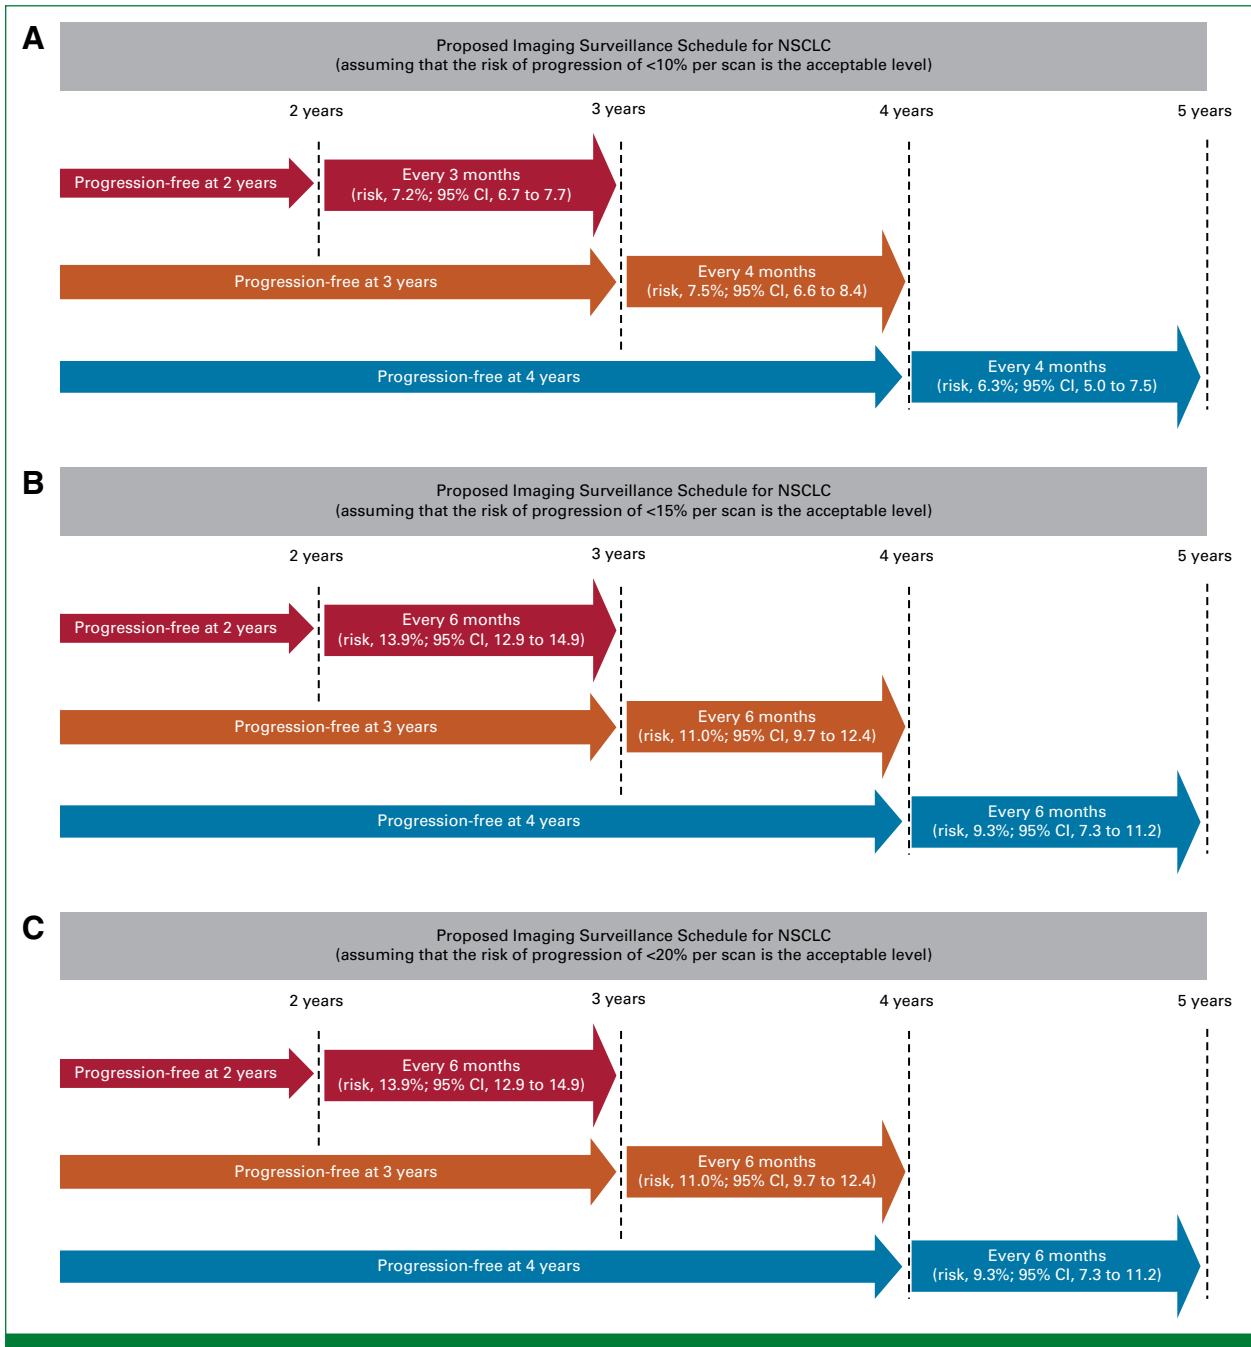 A
Proposed Imaging Surveillance Schedule for NSCLC
(assuming that the risk of progression of <10% per scan is the acceptable level)
2 years
3 years
4 years
5 years
Progression-free at 2 years
Every 3 months
(risk, 7.2%; 95% CI, 6.7 to 7.7)
Progression-free at 3 years
Every 4 months
(risk, 7.5%; 95% CI, 6.6 to 8.4)
Progression-free at 4 years
Every 4 months
(risk, 6.3%; 95% CI, 5.0 to 7.5)
B
Proposed Imaging Surveillance Schedule for NSCLC
(assuming that the risk of progression of <15% per scan is the acceptable level)
2 years
3 years
4 years
5 years
Progression-free at 2 years
Every 6 months
(risk, 13.9%; 95% CI, 12.9 to 14.9)
Progression-free at 3 years
Every 6 months
(risk, 11.0%; 95% CI, 9.7 to 12.4)
Progression-free at 4 years
Every 6 months
(risk, 9.3%; 95% CI, 7.3 to 11.2)
C
Proposed Imaging Surveillance Schedule for NSCLC
(assuming that the risk of progression of <20% per scan is the acceptable level)
2 years
3 years
4 years
5 years
Progression-free at 2 years
Every 6 months
(risk, 13.9%; 95% CI, 12.9 to 14.9)
Progression-free at 3 years
Every 6 months
(risk, 11.0%; 95% CI, 9.7 to 12.4)
Progression-free at 4 years
Every 6 months
(risk, 9.3%; 95% CI, 7.3 to 11.2)